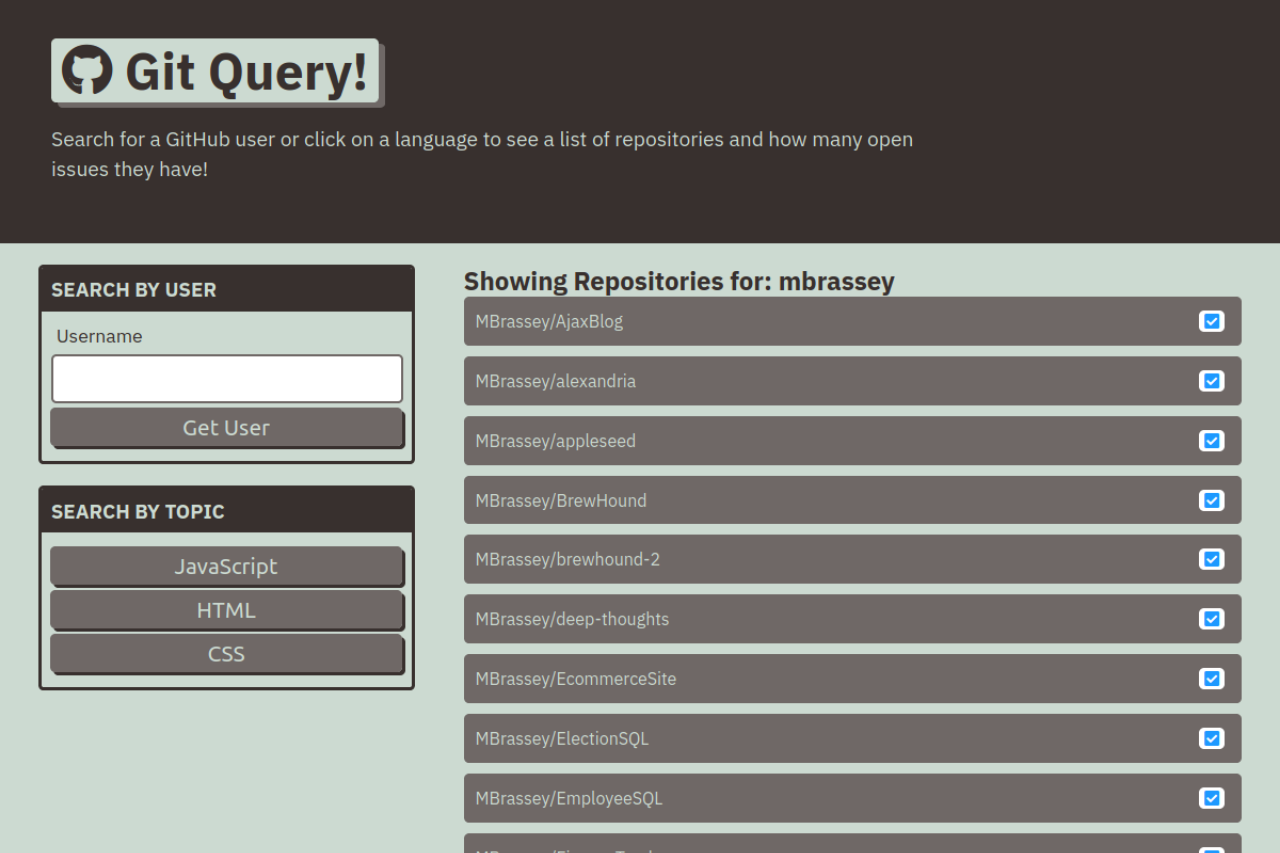 Git Query!
Search for a GitHub user or click on a language to see a list of repositories and how many open
issues they have!
SEARCH BY USER
Username
Get User
SEARCH BY TOPIC
JavaScript
HTML
CSS
Showing Repositories for: mbrassey
MBrassey/AjaxBlog
MBrassey/alexandria
MBrassey/appleseed
MBrassey/BrewHound
MBrassey/brewhound-2
MBrassey/deep-thoughts
MBrassey/EcommerceSite
MBrassey/ElectionSQL
MBrassey/EmployeeSQL